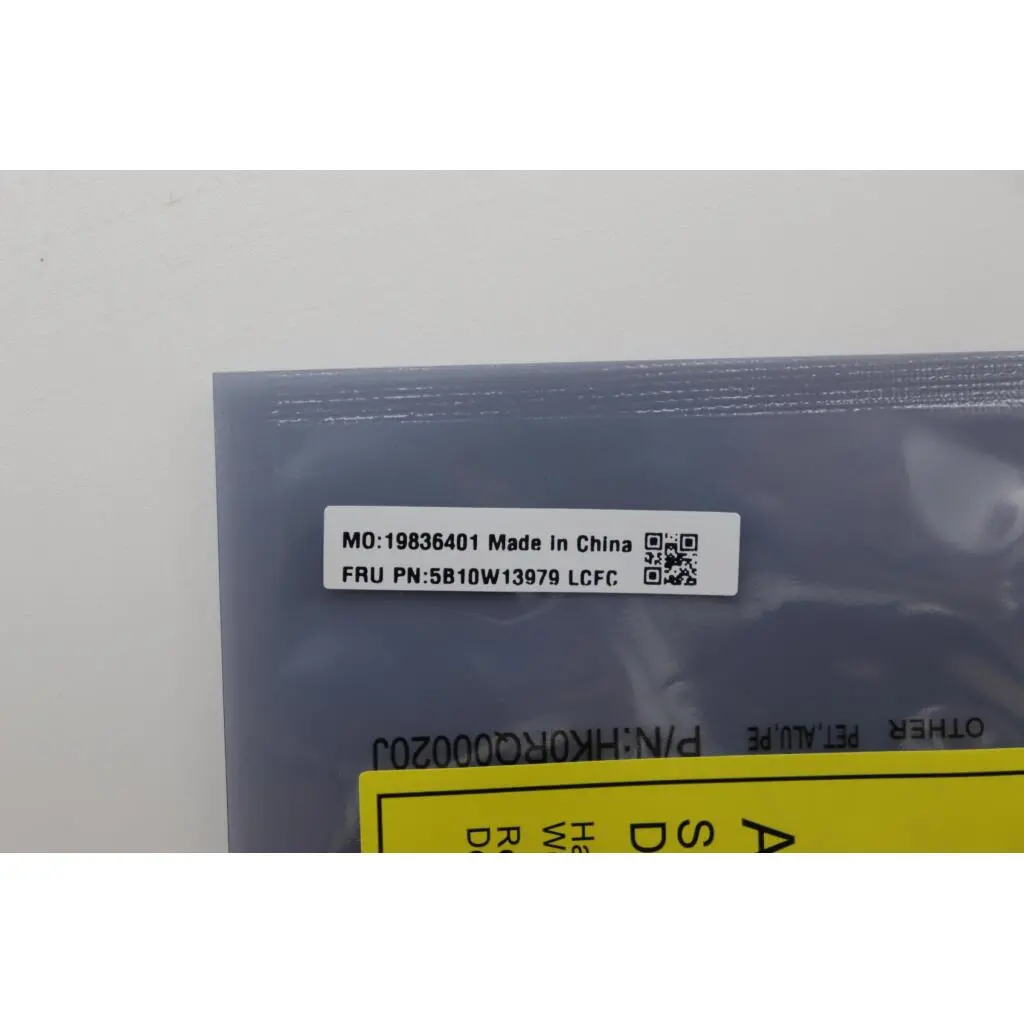 MO:19836401 Made in China
FRU PN:5B10W13979 LCFC
OTHER
PET,ALU,PE
P/N:HK0RQ00020J
A
S
D